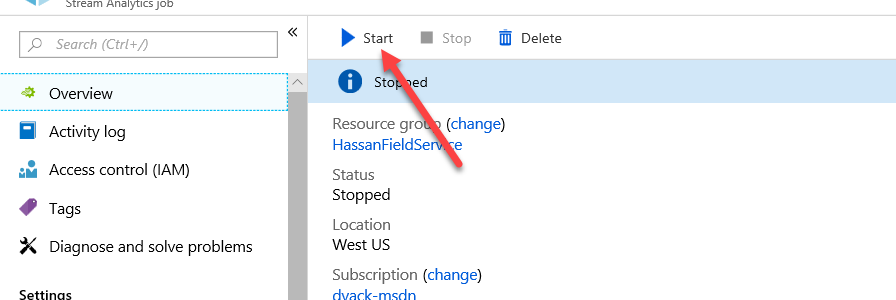 Stream Analytics job
Search (Ctrl+/)
«
Overview
Activity log
Access control (IAM)
Tags
Diagnose and solve problems
Settings
Start Stop Delete
Stopped
Resource group (change)
HassanFieldService
Status
Stopped
Location
West US
Subscription (change)
dyack-msdn